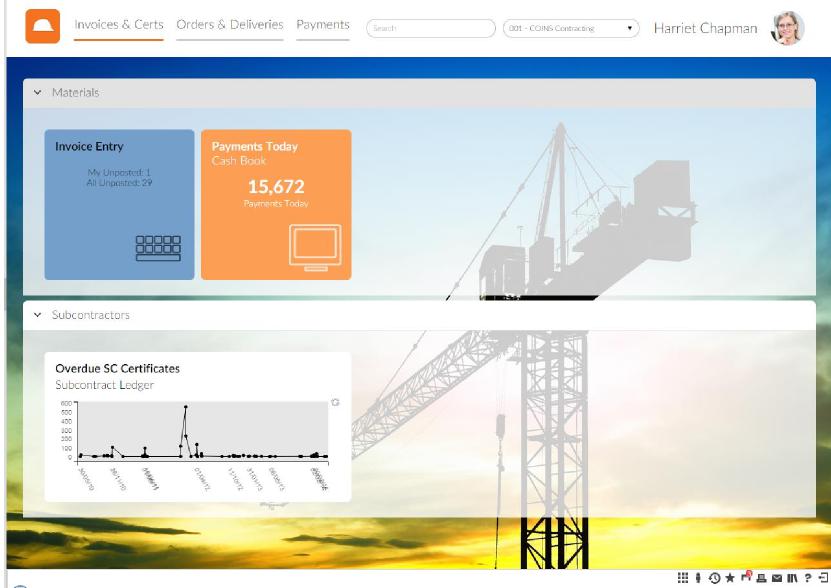 Invoices & Certs
Orders & Deliveries
Payments
Search
001 - COINS Contracting
Harriet Chapman
Materials
Invoice Entry
My Unposted: 1
All Unposted: 29
Payments Today
Cash Book
15,672
Payments Today
Subcontractors
Overdue SC Certificates
Subcontract Ledger
600
500
400
300
200
100
0